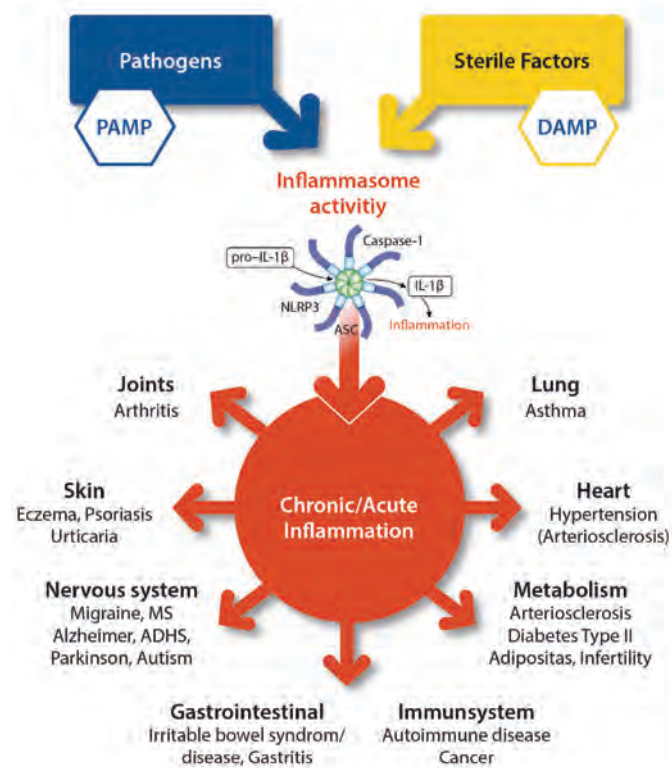 Pathogens
Sterile Factors
PAMP
DAMP
Inflammasome
activitiy
Caspase-1
pro–IL-1β
IL-1β
NLRP3
Inflammation
ASC
Joints
Arthritis
Lung
Asthma
Skin
Eczema, Psoriasis
Urticaria
Chronic/Acute
Inflammation
Heart
Hypertension
(Arteriosclerosis)
Nervous system
Migraine, MS
Alzheimer, ADHS,
Parkinson, Autism
Metabolism
Arteriosclerosis
Diabetes Type II
Adipositas, Infertility
Gastrointestinal
Irritable bowel syndrom/
disease, Gastritis
Immunsystem
Autoimmune disease
Cancer